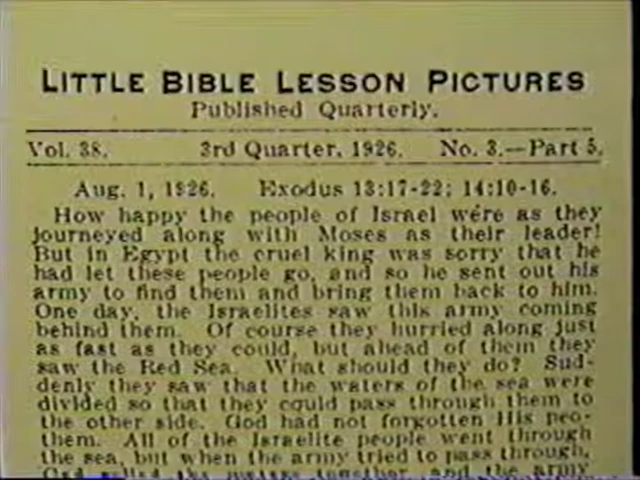 LITTLE BIBLE LESSON PICTURES
Published Quarterly.
Vol. 38. 3rd Quarter, 1926. No. 3.—Part 5.
Aug. 1, 1926. Exodus 13:17-22; 14:10-16.
How happy the people of Israel were as they
journeyed along with Moses as their leader!
But in Egypt the cruel king was sorry that he
had let these people go, and so he sent out his
army to find them and bring them back to him.
One day, the Israelites saw this army coming
behind them. Of course they hurried along just
as fast as they could, but ahead of them they
saw the Red Sea. What should they do? Sud-
denly they saw that the waters of the sea were
divided so that they could pass through them to
the other side. God had not forgotten His peo-
them. All of the Israelite people went through
the sea, but when the army tried to pass through,
God called the waters together, and the army